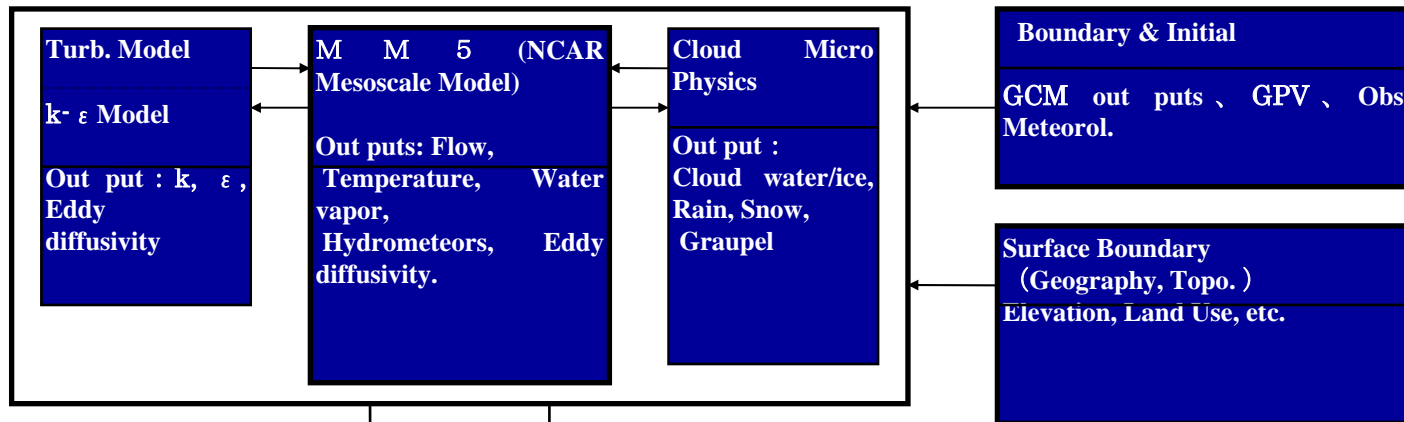 Turb. Model
k- ε Model
Out put : k, ε,
Eddy
diffusivity
M M 5 (NCAR
Mesoscale Model)
Out puts: Flow,
Temperature, Water
vapor,
Hydrometeors, Eddy
diffusivity.
Cloud Micro
Physics
Out put :
Cloud water/ice,
Rain, Snow,
Graupel
Boundary & Initial
GCM out puts 、 GPV 、 Obs
Meteorol.
Surface Boundary
（Geography, Topo.）
Elevation, Land Use, etc.